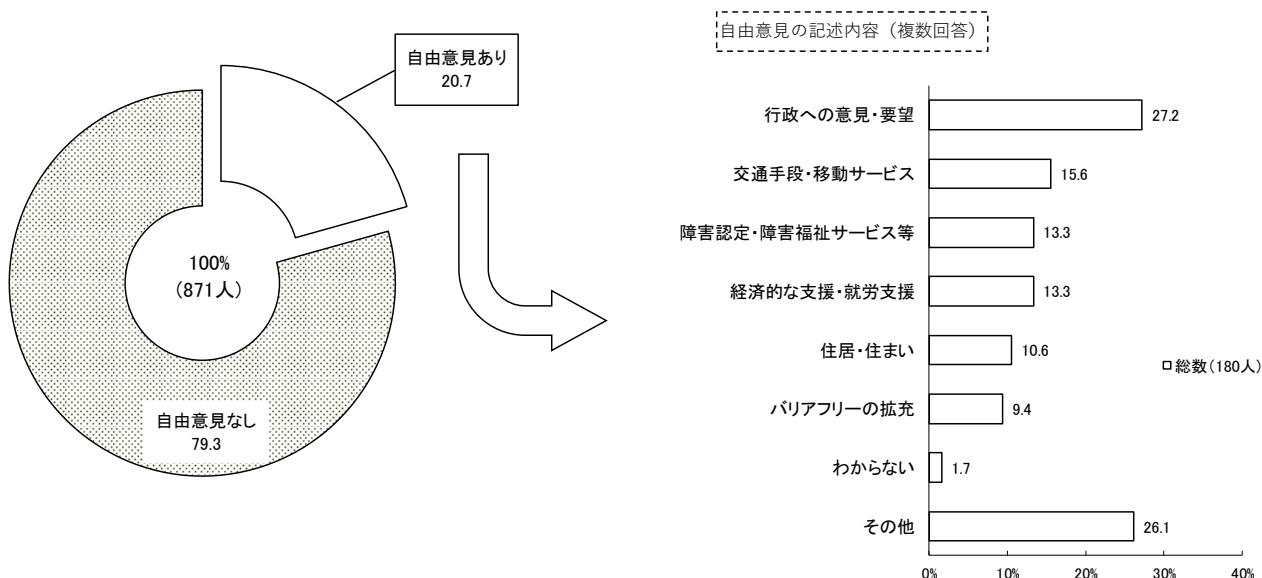 自由意見の記述内容（複数回答）
自由意見あり
20.7
100%
（871人）
自由意見なし
79.3
行政への意見・要望
27.2
交通手段・移動サービス
15.6
障害認定・障害福祉サービス等
13.3
経済的な支援・就労支援
13.3
住居・住まい
10.6
総数（180人）
バリアフリーの拡充
9.4
わからない
1.7
その他
26.1
0%
10%
20%
30%
40%